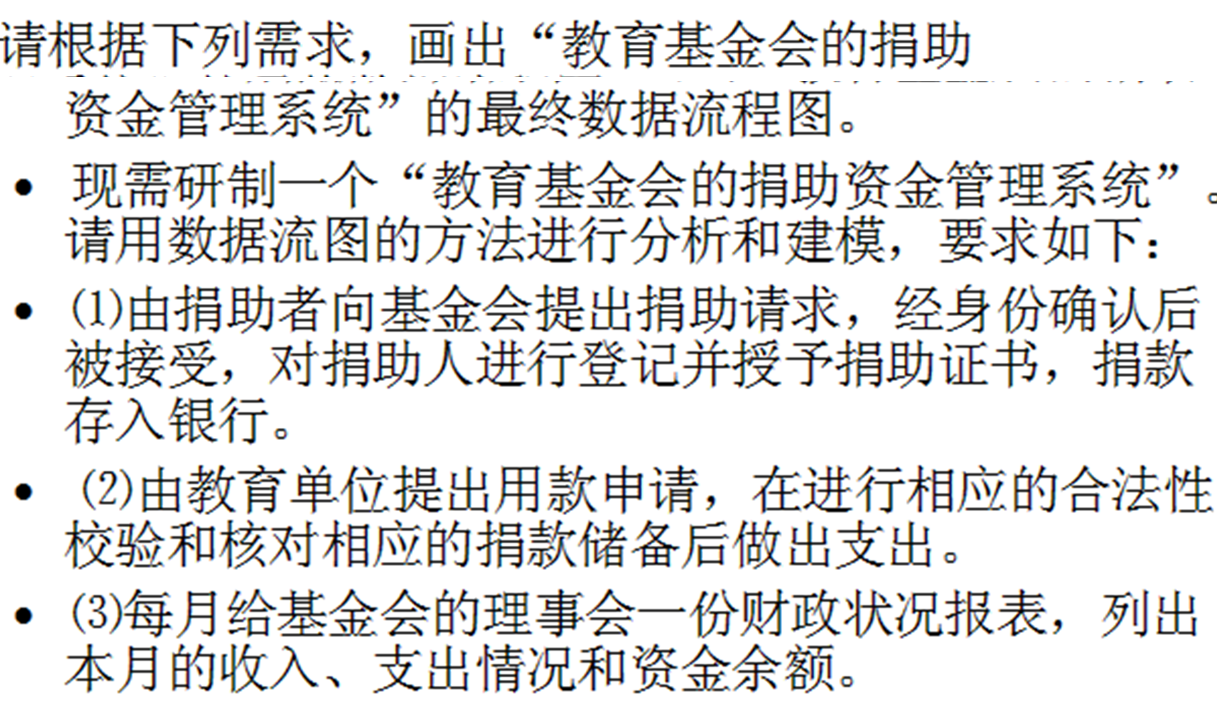 请根据下列需求，画出“教育基金会的捐助
资金管理系统”的最终数据流程图。
• 现需研制一个“教育基金会的捐助资金管理系统”。
请用数据流图的方法进行分析和建模，要求如下：
• ⑴由捐助者向基金会提出捐助请求，经身份确认后
被接受，对捐助人进行登记并授予捐助证书，捐款
存入银行。
• ⑵由教育单位提出用款申请，在进行相应的合法性
校验和核对相应的捐款储备后做出支出。
• ⑶每月给基金会的理事会一份财政状况报表，列出
本月的收入、支出情况和资金余额。